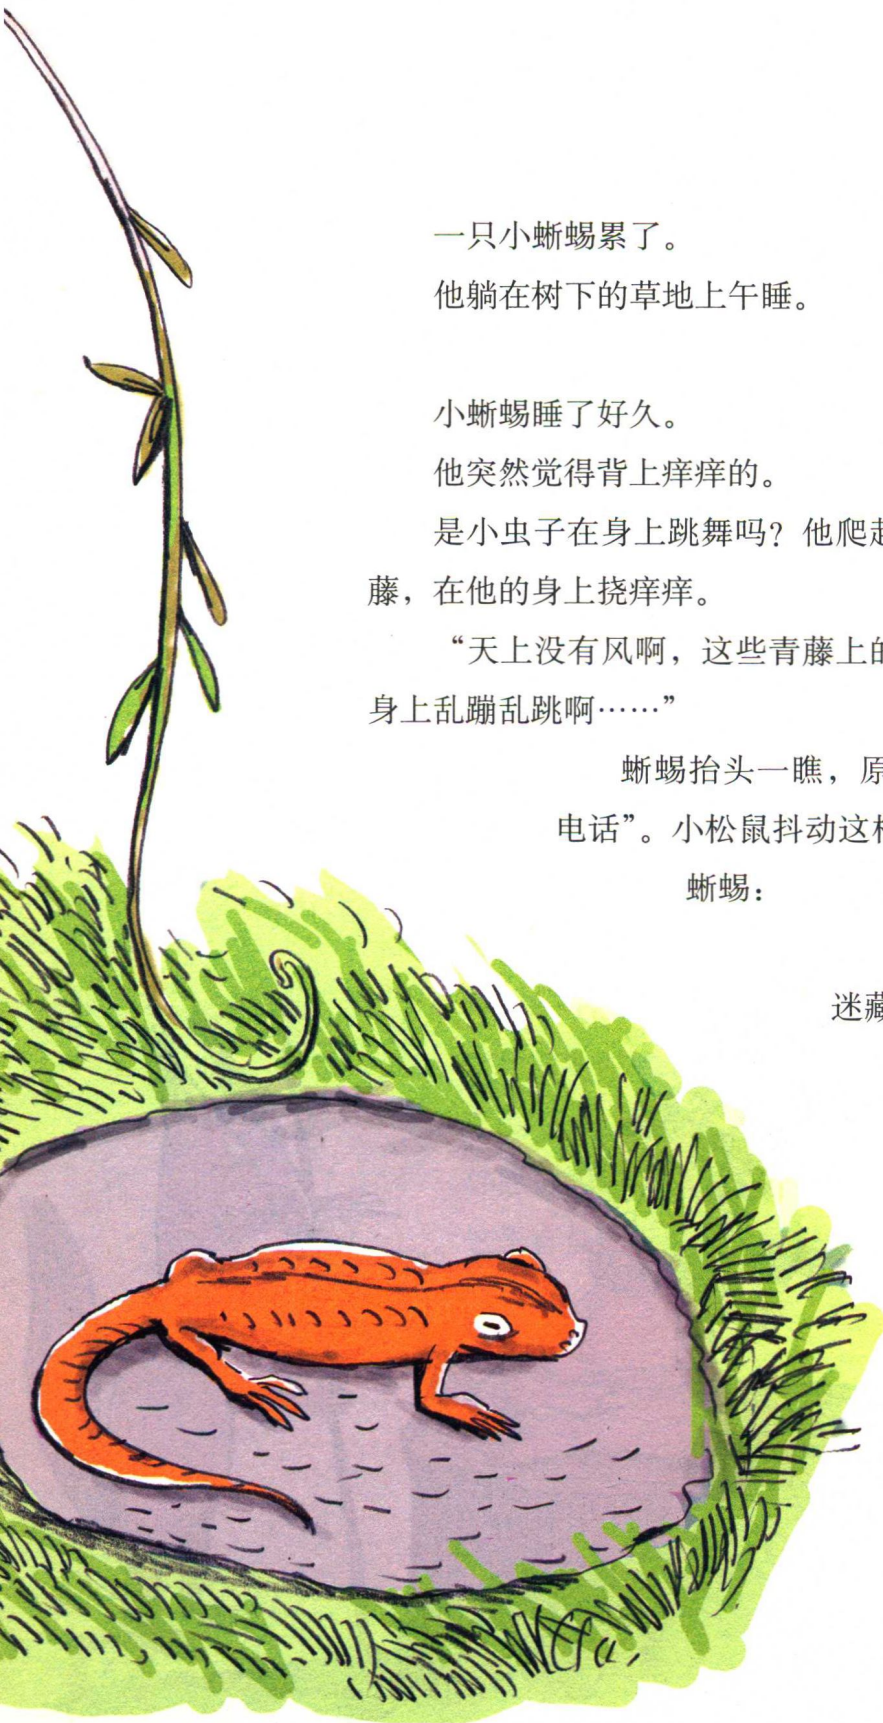 一只小蜥蜴累了。
他躺在树下的草地上午睡。
小蜥蜴睡了好久。
他突然觉得背上痒痒的。
是小虫子在身上跳舞吗？他爬起
藤，在他的身上挠痒痒。
“天上没有风啊，这些青藤上的
身上乱蹦乱跳啊……”
蜥蜴抬头一瞧，原
电话”。小松鼠抖动这
蜥蜴：
迷藏